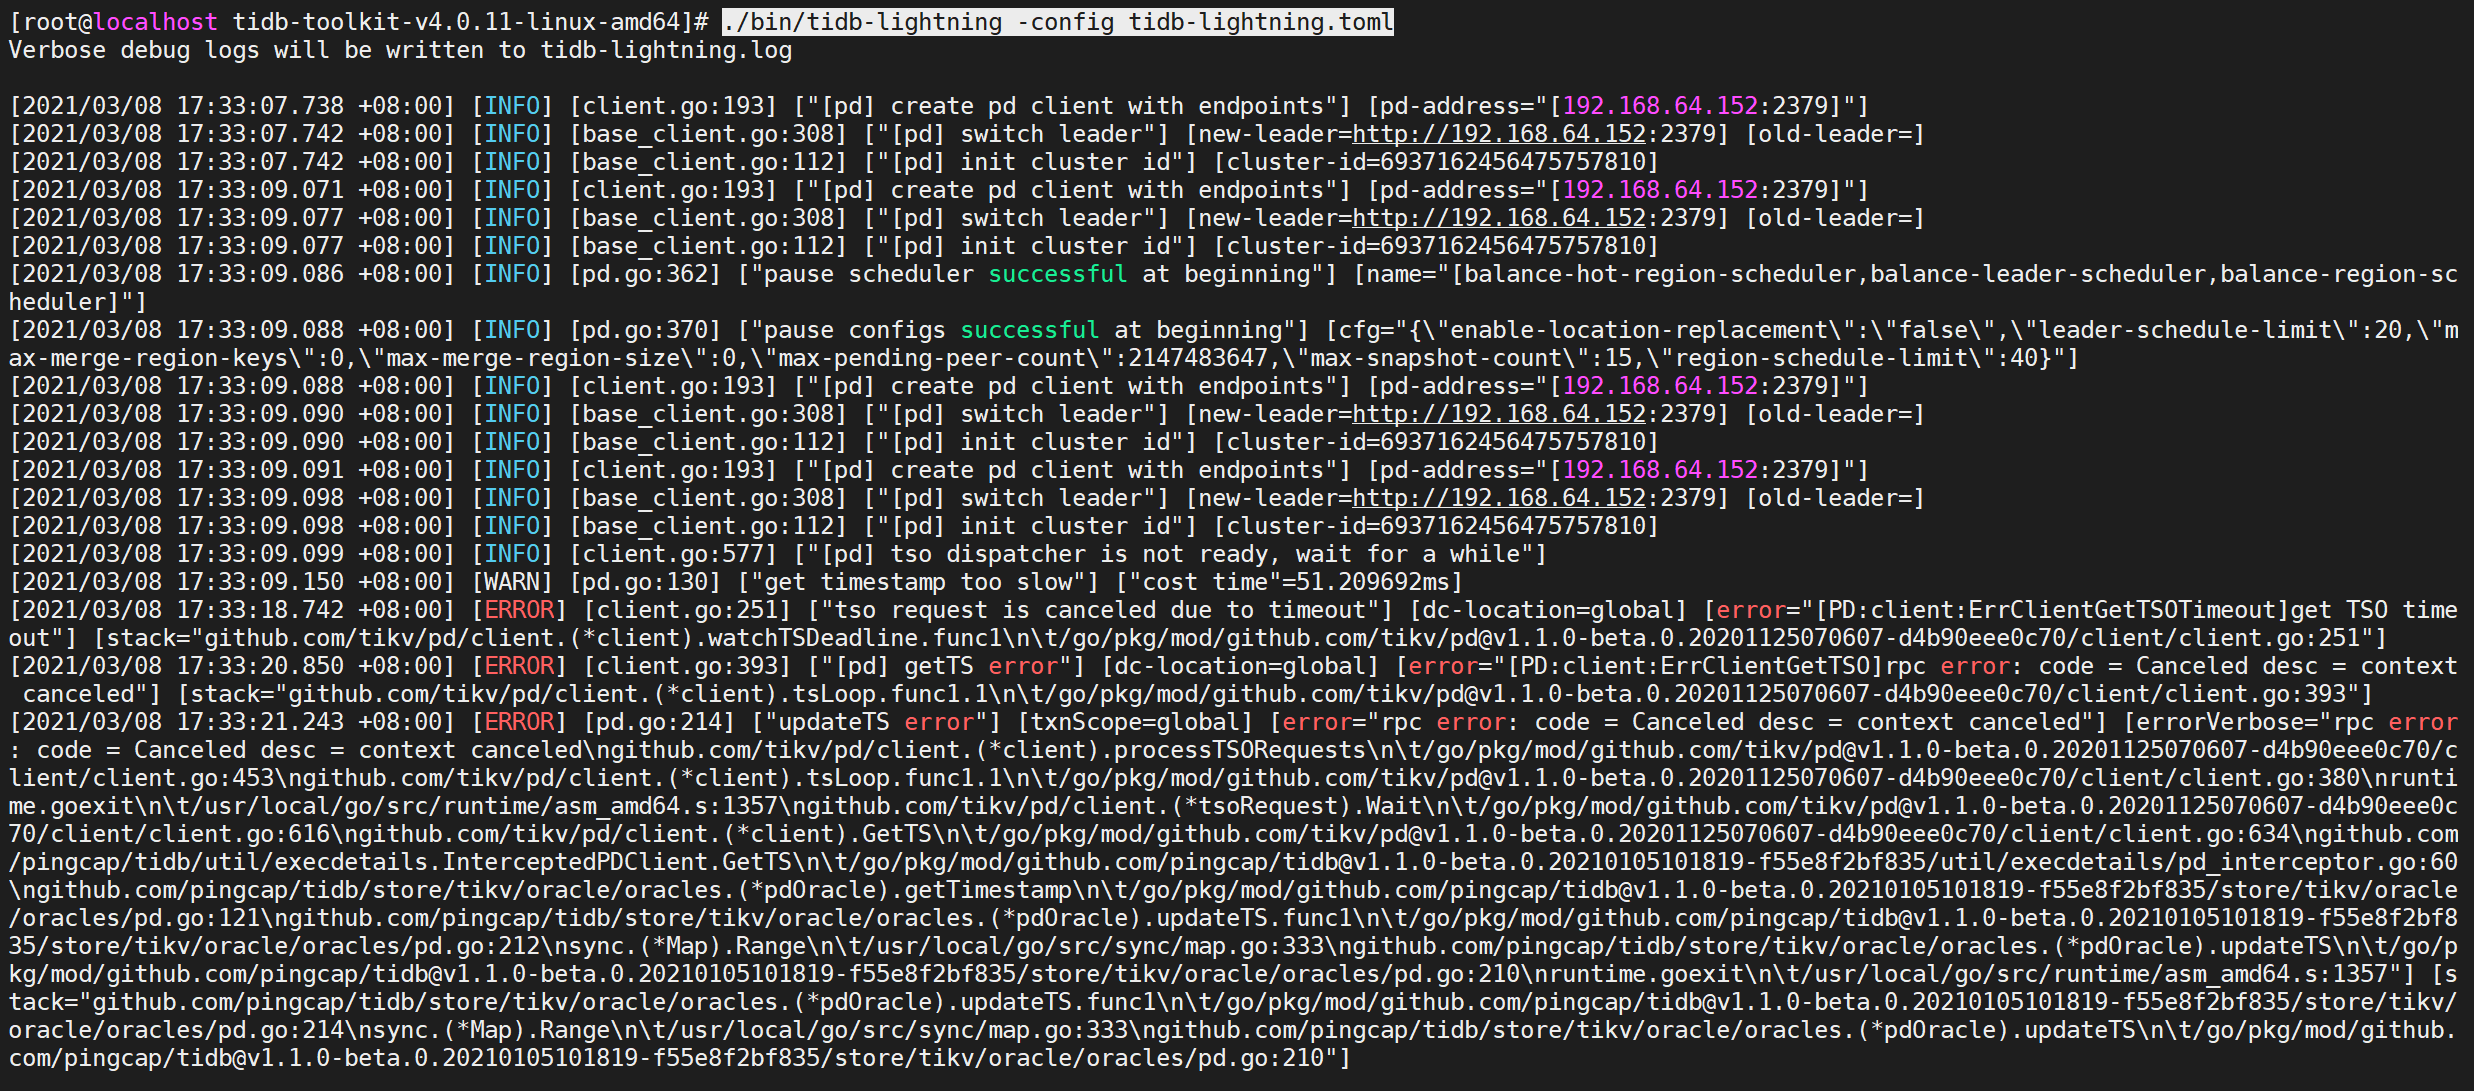 [root@localhost tidb-toolkit-v4.0.11-linux-amd64]# ./bin/tidb-lightning -config tidb-lightning.toml
Verbose debug logs will be written to tidb-lightning.log
[2021/03/08 17:33:07.738 +08:00] [INFO] [client.go:193] ["[pd] create pd client with endpoints"] [pd-address="[192.168.64.152:2379]"]
[2021/03/08 17:33:07.742 +08:00] [INFO] [base_client.go:308] ["[pd] switch leader"] [new-leader=http://192.168.64.152:2379] [old-leader=]
[2021/03/08 17:33:07.742 +08:00] [INFO] [base_client.go:112] ["[pd] init cluster id"] [cluster-id=6937162456475757810]
[2021/03/08 17:33:09.071 +08:00] [INFO] [client.go:193] ["[pd] create pd client with endpoints"] [pd-address="[192.168.64.152:2379]"]
[2021/03/08 17:33:09.077 +08:00] [INFO] [base_client.go:308] ["[pd] switch leader"] [new-leader=http://192.168.64.152:2379] [old-leader=]
[2021/03/08 17:33:09.077 +08:00] [INFO] [base_client.go:112] ["[pd] init cluster id"] [cluster-id=6937162456475757810]
[2021/03/08 17:33:09.086 +08:00] [INFO] [pd.go:362] ["pause scheduler successful at beginning"] [name="[balance-hot-region-scheduler,balance-leader-scheduler,balance-region-sc
heduler]"]
[2021/03/08 17:33:09.088 +08:00] [INFO] [pd.go:370] ["pause configs successful at beginning"] [cfg="{\"enable-location-replacement\":\"false\",\"leader-schedule-limit\":20,\"m
ax-merge-region-keys\":0,\"max-merge-region-size\":0,\"max-pending-peer-count\":2147483647,\"max-snapshot-count\":15,\"region-schedule-limit\":40}"]
[2021/03/08 17:33:09.088 +08:00] [INFO] [client.go:193] ["[pd] create pd client with endpoints"] [pd-address="[192.168.64.152:2379]"]
[2021/03/08 17:33:09.090 +08:00] [INFO] [base_client.go:308] ["[pd] switch leader"] [new-leader=http://192.168.64.152:2379] [old-leader=]
[2021/03/08 17:33:09.090 +08:00] [INFO] [base_client.go:112] ["[pd] init cluster id"] [cluster-id=6937162456475757810]
[2021/03/08 17:33:09.091 +08:00] [INFO] [client.go:193] ["[pd] create pd client with endpoints"] [pd-address="[192.168.64.152:2379]"]
[2021/03/08 17:33:09.098 +08:00] [INFO] [base_client.go:308] ["[pd] switch leader"] [new-leader=http://192.168.64.152:2379] [old-leader=]
[2021/03/08 17:33:09.098 +08:00] [INFO] [base_client.go:112] ["[pd] init cluster id"] [cluster-id=6937162456475757810]
[2021/03/08 17:33:09.099 +08:00] [INFO] [client.go:577] ["[pd] tso dispatcher is not ready, wait for a while"]
[2021/03/08 17:33:09.150 +08:00] [WARN] [pd.go:130] ["get timestamp too slow"] ["cost time"=51.209692ms]
[2021/03/08 17:33:18.742 +08:00] [ERROR] [client.go:251] ["tso request is canceled due to timeout"] [dc-location=global] [error="[PD:client:ErrClientGetTSOTimeout]get TSO time
out"] [stack="github.com/tikv/pd/client.(*client).watchTSDeadline.func1\n\t/go/pkg/mod/github.com/tikv/pd@v1.1.0-beta.0.20201125070607-d4b90eee0c70/client/client.go:251"]
[2021/03/08 17:33:20.850 +08:00] [ERROR] [client.go:393] ["[pd] getTS error"] [dc-location=global] [error="[PD:client:ErrClientGetTSO]rpc error: code = Canceled desc = context
 canceled"] [stack="github.com/tikv/pd/client.(*client).tsLoop.func1.1\n\t/go/pkg/mod/github.com/tikv/pd@v1.1.0-beta.0.20201125070607-d4b90eee0c70/client/client.go:393"]
[2021/03/08 17:33:21.243 +08:00] [ERROR] [pd.go:214] ["updateTS error"] [txnScope=global] [error="rpc error: code = Canceled desc = context canceled"] [errorVerbose="rpc error
: code = Canceled desc = context canceled\ngithub.com/tikv/pd/client.(*client).processTSORequests\n\t/go/pkg/mod/github.com/tikv/pd@v1.1.0-beta.0.20201125070607-d4b90eee0c70/c
lient/client.go:453\ngithub.com/tikv/pd/client.(*client).tsLoop.func1.1\n\t/go/pkg/mod/github.com/tikv/pd@v1.1.0-beta.0.20201125070607-d4b90eee0c70/client/client.go:380\nrunti
me.goexit\n\t/usr/local/go/src/runtime/asm_amd64.s:1357\ngithub.com/tikv/pd/client.(*tsoRequest).Wait\n\t/go/pkg/mod/github.com/tikv/pd@v1.1.0-beta.0.20201125070607-d4b90eee0c
70/client/client.go:616\ngithub.com/tikv/pd/client.(*client).GetTS\n\t/go/pkg/mod/github.com/tikv/pd@v1.1.0-beta.0.20201125070607-d4b90eee0c70/client/client.go:634\ngithub.com
/pingcap/tidb/util/execdetails.InterceptedPDClient.GetTS\n\t/go/pkg/mod/github.com/pingcap/tidb@v1.1.0-beta.0.20210105101819-f55e8f2bf835/util/execdetails/pd_interceptor.go:60
\ngithub.com/pingcap/tidb/store/tikv/oracle/oracles.(*pdOracle).getTimestamp\n\t/go/pkg/mod/github.com/pingcap/tidb@v1.1.0-beta.0.20210105101819-f55e8f2bf835/store/tikv/oracle
/oracles/pd.go:121\ngithub.com/pingcap/tidb/store/tikv/oracle/oracles.(*pdOracle).updateTS.func1\n\t/go/pkg/mod/github.com/pingcap/tidb@v1.1.0-beta.0.20210105101819-f55e8f2bf8
35/store/tikv/oracle/oracles/pd.go:212\nsync.(*Map).Range\n\t/usr/local/go/src/sync/map.go:333\ngithub.com/pingcap/tidb/store/tikv/oracle/oracles.(*pdOracle).updateTS\n\t/go/p
kg/mod/github.com/pingcap/tidb@v1.1.0-beta.0.20210105101819-f55e8f2bf835/store/tikv/oracle/oracles/pd.go:210\nruntime.goexit\n\t/usr/local/go/src/runtime/asm_amd64.s:1357"] [s
tack="github.com/pingcap/tidb/store/tikv/oracle/oracles.(*pdOracle).updateTS.func1\n\t/go/pkg/mod/github.com/pingcap/tidb@v1.1.0-beta.0.20210105101819-f55e8f2bf835/store/tikv/
oracle/oracles/pd.go:214\nsync.(*Map).Range\n\t/usr/local/go/src/sync/map.go:333\ngithub.com/pingcap/tidb/store/tikv/oracle/oracles.(*pdOracle).updateTS\n\t/go/pkg/mod/github.
com/pingcap/tidb@v1.1.0-beta.0.20210105101819-f55e8f2bf835/store/tikv/oracle/oracles/pd.go:210"]